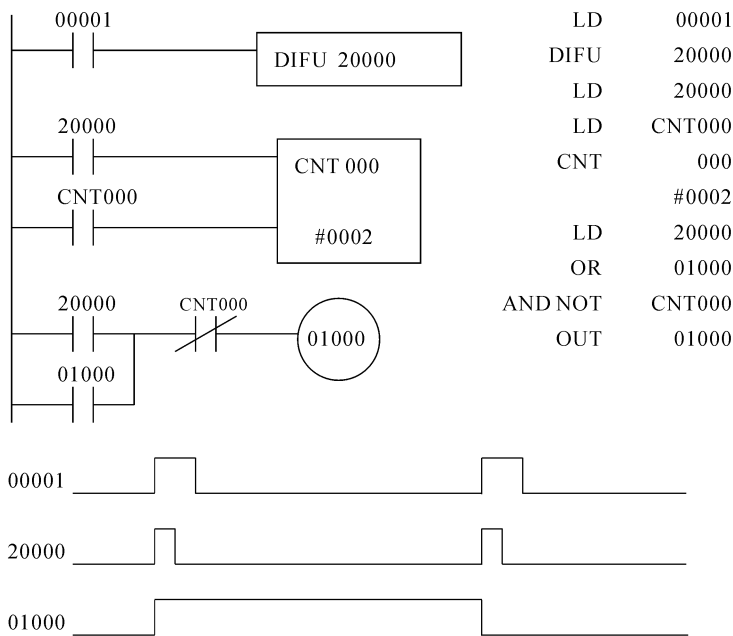 00001
DIFU 20000
20000
CNT 000
CNT000
#0002
20000
CNT000
01000
01000
LD 00001
DIFU 20000
LD 20000
LD CNT000
CNT 000
#0002
LD 20000
OR 01000
AND NOT CNT000
OUT 01000
00001
20000
01000